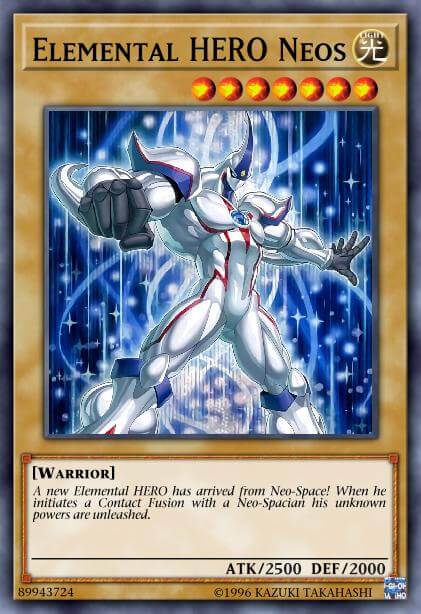 Elemental HERO Neos
LIGHT
光
[Warrior]
A new Elemental HERO has arrived from Neo-Space! When he
initiates a Contact Fusion with a Neo-Spacian his unknown
powers are unleashed.
ATK/2500 DEF/2000
89943724
©1996 KAZUKI TAKAHASHI